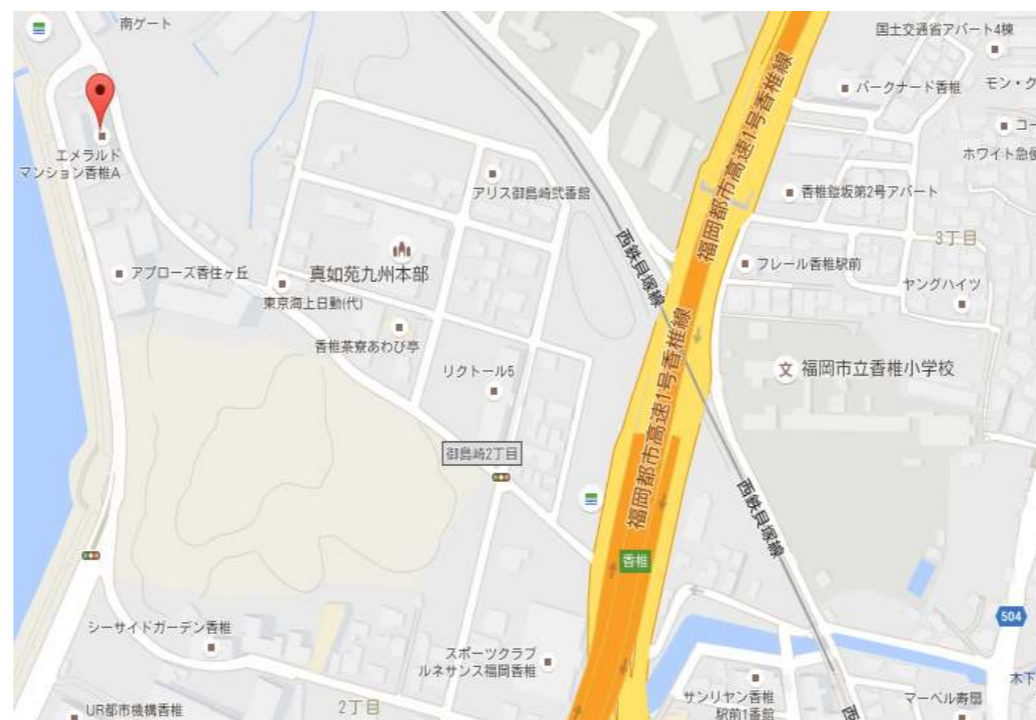 南ゲート
国土交通省アパート4棟
パークナード香椎
モン・ク
コー
ホワイト急便
エメラルド
マンション香椎A
アリス御島崎弐番館
香椎鎧坂第2号アパート
福岡都市高速1号香椎線
3丁目
西鉄貝塚線
フレール香椎駅前
ヤングハイツ
アプローズ香住ヶ丘
真如苑九州本部
東京海上日動(代)
香椎茶寮あわび亭
リクトール5
福岡市立香椎小学校
福岡都市高速1号香椎線
御島崎2丁目
西鉄貝塚線
香椎
504
シーサイドガーデン香椎
スポーツクラブ
ルネサンス福岡香椎
木下
サンリヤン香椎
駅前1番館
マーベル寿扇
西
UR都市機構香椎
2丁目
文